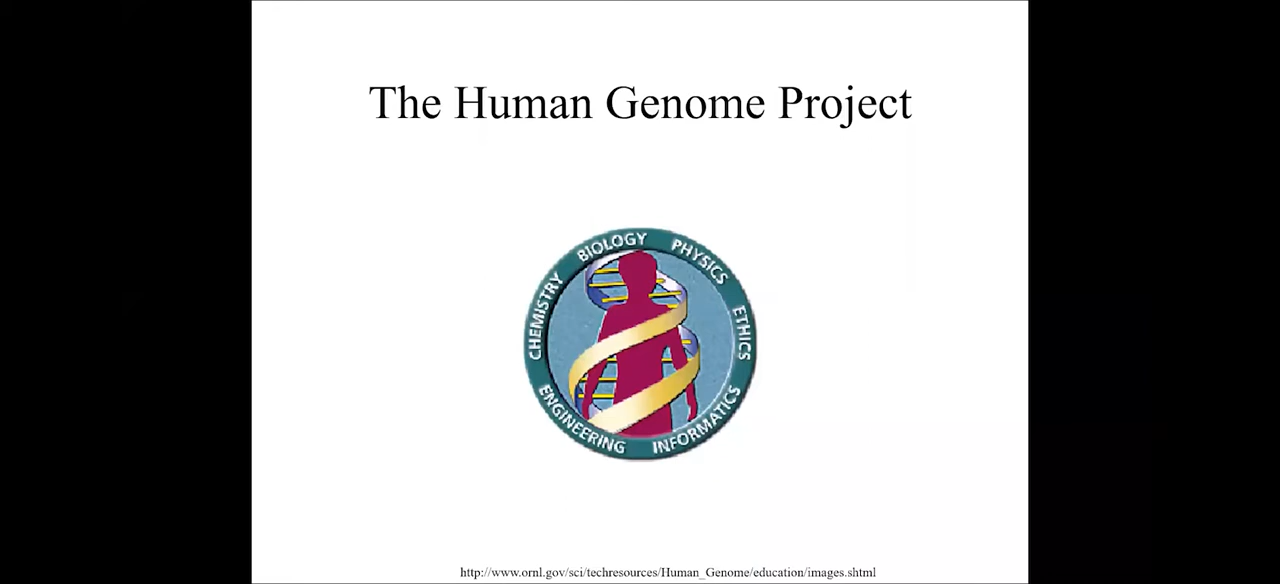 The Human Genome Project
CHEMISTRY BIOLOGY PHYSICS ETHICS
ENGINEERING INFORMATICS
http://www.ornl.gov/sci/techresources/Human_Genome/education/images.shtml